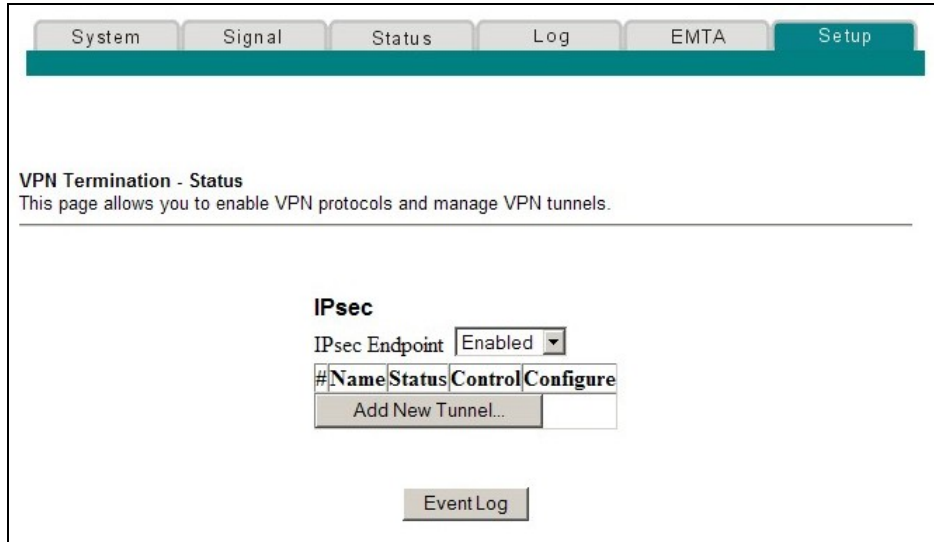 System Signal Status Log EMTA Setup
VPN Termination - Status
This page allows you to enable VPN protocols and manage VPN tunnels.
IPsec
IPsec Endpoint Enabled
# Name Status Control Configure
Add New Tunnel...
Event Log